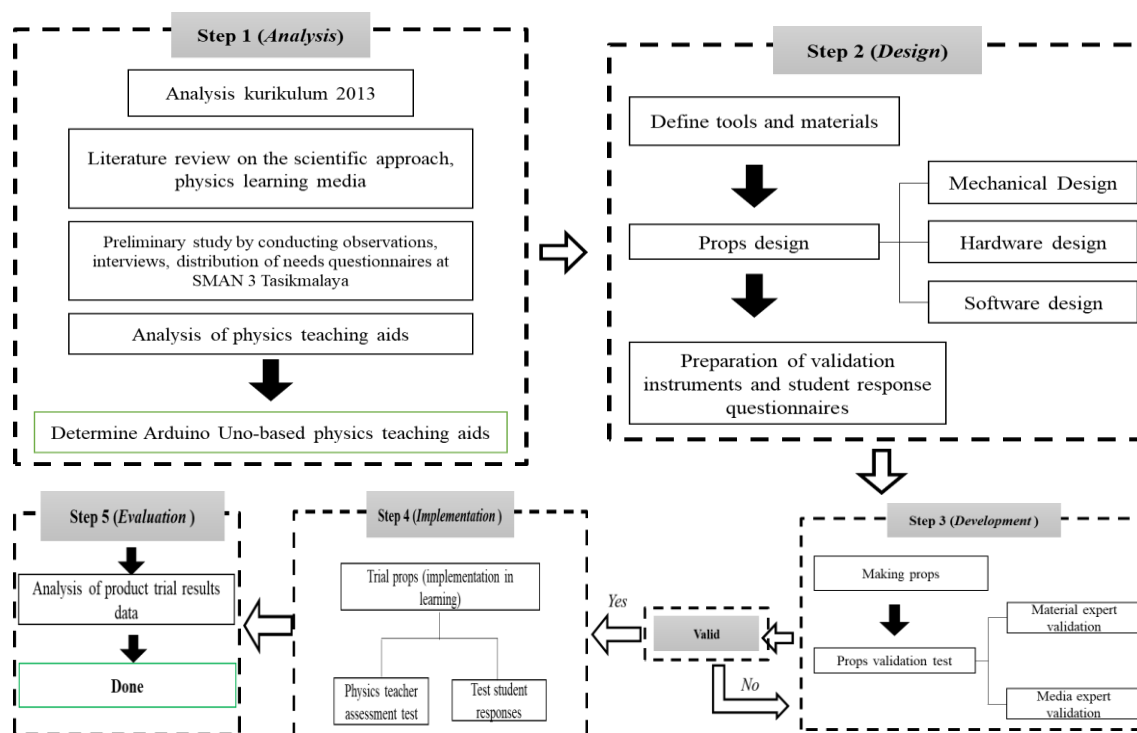 Step 1 (Analysis)
Analysis kurikulum 2013
Literature review on the scientific approach,
physics learning media
Preliminary study by conducting observations,
interviews, distribution of needs questionnaires at
SMAN 3 Tasikmalaya
Analysis of physics teaching aids
Determine Arduino Uno-based physics teaching aids
Step 2 (Design)
Define tools and materials
Props design
Mechanical Design
Hardware design
Software design
Preparation of validation
instruments and student response
questionnaires
Step 3 (Development)
Making props
Props validation test
Material expert
validation
Media expert
validation
Valid
Yes
No
Step 4 (Implementation)
Trial props (implementation in
learning)
Physics teacher
assessment test
Test student
responses
Step 5 (Evaluation )
Analysis of product trial results
data
Done